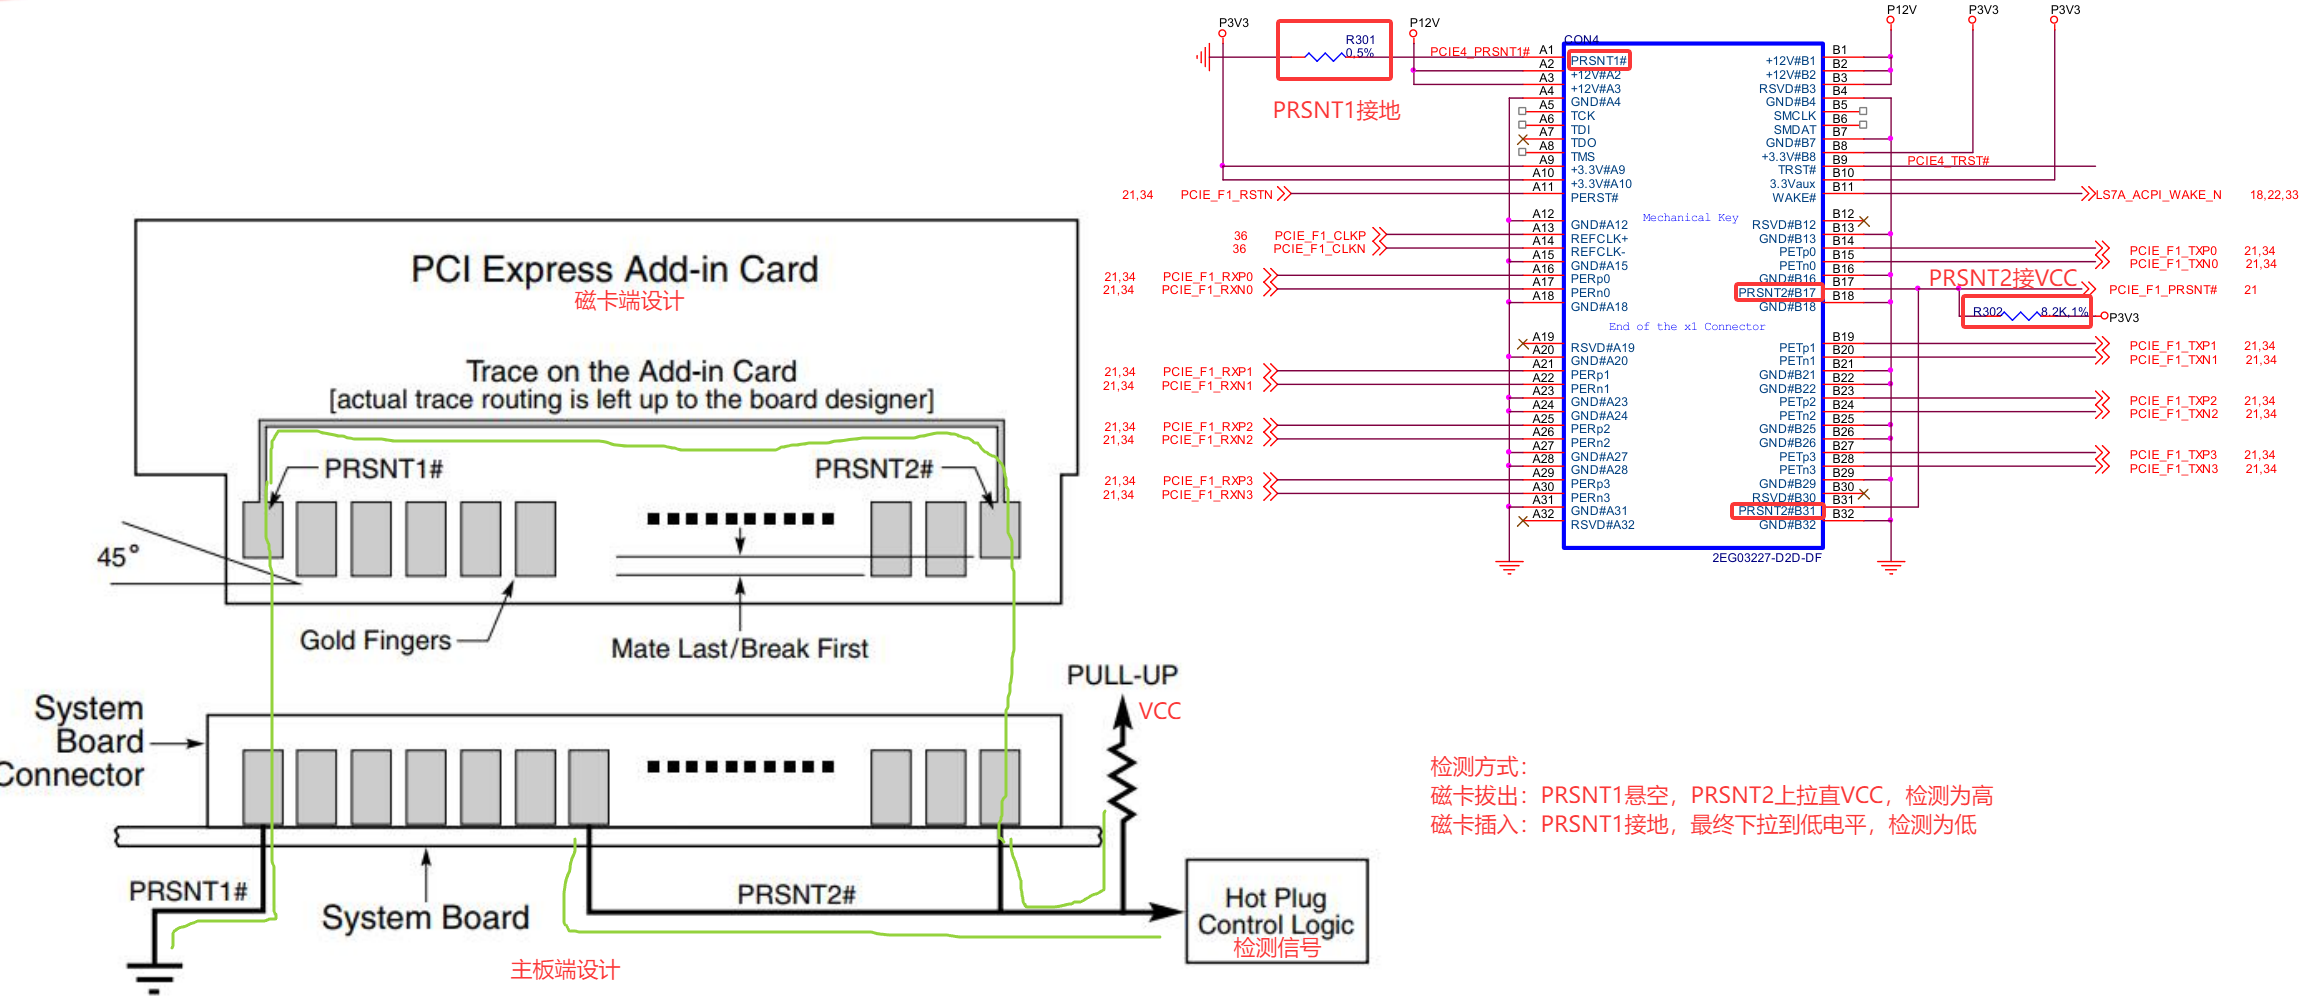 PCI Express Add-in Card
磁卡端设计
Trace on the Add-in Card
[actual trace routing is left up to the board designer]
PRSNT1#
PRSNT2#
45°
Gold Fingers
Mate Last/Break First
PULL-UP
VCC
System
Board
Connector
PRSNT1#
System Board
PRSNT2#
Hot Plug
Control Logic
检测信号
主板端设计
P3V3
R301
0,5%
P12V
PCIE4_PRSNT1#
PRSNT1接地
CON4
P12V
P3V3
P3V3
A1
PRSNT1#
A2
+12V#A2
A3
+12V#A3
A4
GND#A4
A5
TCK
A6
TDI
A7
TDO
A8
TMS
A9
+3.3V#A9
A10
+3.3V#A10
A11
PERST#
21,34 PCIE_F1_RSTN
A12
GND#A12
A13
REFCLK+
36 PCIE_F1_CLKP
A14
REFCLK-
36 PCIE_F1_CLKN
A15
GND#A15
A16
PERp0
21,34 PCIE_F1_RXP0
A17
PERn0
21,34 PCIE_F1_RXN0
A18
GND#A18
A19
RSVD#A19
A20
GND#A20
A21
PERp1
21,34 PCIE_F1_RXP1
A22
PERn1
21,34 PCIE_F1_RXN1
A23
GND#A23
A24
GND#A24
A25
PERp2
21,34 PCIE_F1_RXP2
A26
PERn2
21,34 PCIE_F1_RXN2
A27
GND#A27
A28
GND#A28
A29
PERp3
21,34 PCIE_F1_RXP3
A30
PERn3
21,34 PCIE_F1_RXN3
A31
GND#A31
A32
RSVD#A32
Mechanical Key
End of the x1 Connector
B1
+12V#B1
B2
+12V#B2
B3
RSVD#B3
B4
GND#B4
B5
SMCLK
B6
SMDAT
B7
GND#B7
B8
+3.3V#B8
B9
TRST#
PCIE4_TRST#
B10
3.3Vaux
B11
WAKE#
LS7A_ACPI_WAKE_N 18,22,33
B12
RSVD#B12
B13
GND#B13
B14
PETp0
PCIE_F1_TXP0 21,34
B15
PETn0
PCIE_F1_TXN0 21,34
B16
GND#B16
PRSNT2接VCC
B17
PRSNT2#B17
PCIE_F1_PRSNT# 21
B18
GND#B18
R302 8.2K,1%
P3V3
B19
PETp1
PCIE_F1_TXP1 21,34
B20
PETn1
PCIE_F1_TXN1 21,34
B21
GND#B21
B22
GND#B22
B23
PETp2
PCIE_F1_TXP2 21,34
B24
PETn2
PCIE_F1_TXN2 21,34
B25
GND#B25
B26
GND#B26
B27
PETp3
PCIE_F1_TXP3 21,34
B28
PETn3
PCIE_F1_TXN3 21,34
B29
GND#B29
B30
RSVD#B30
B31
PRSNT2#B31
B32
GND#B32
2EG03227-D2D-DF
检测方式：
磁卡拔出：PRSNT1悬空，PRSNT2上拉直VCC，检测为高
磁卡插入：PRSNT1接地，最终下拉到低电平，检测为低